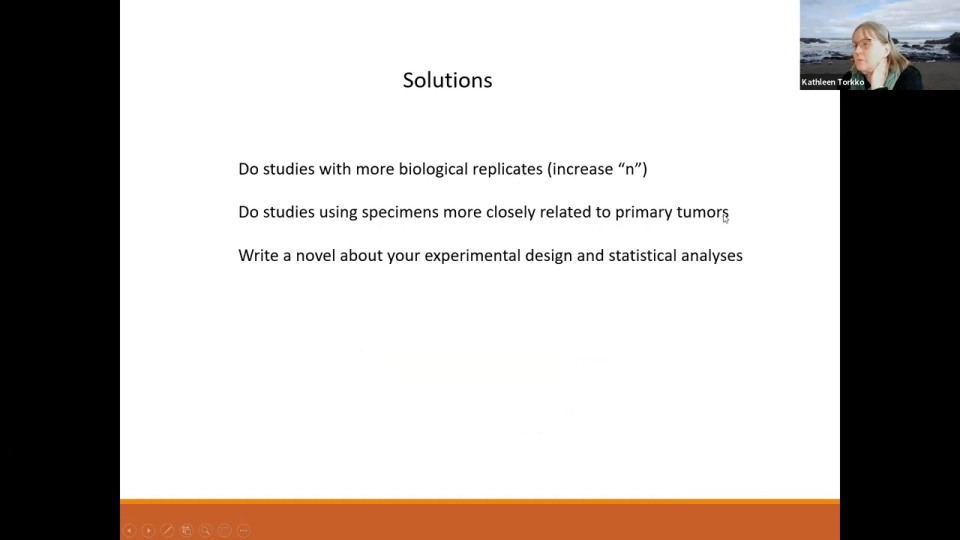 Solutions
Kathleen Torkko
Do studies with more biological replicates (increase “n”)
Do studies using specimens more closely related to primary tumors
Write a novel about your experimental design and statistical analyses